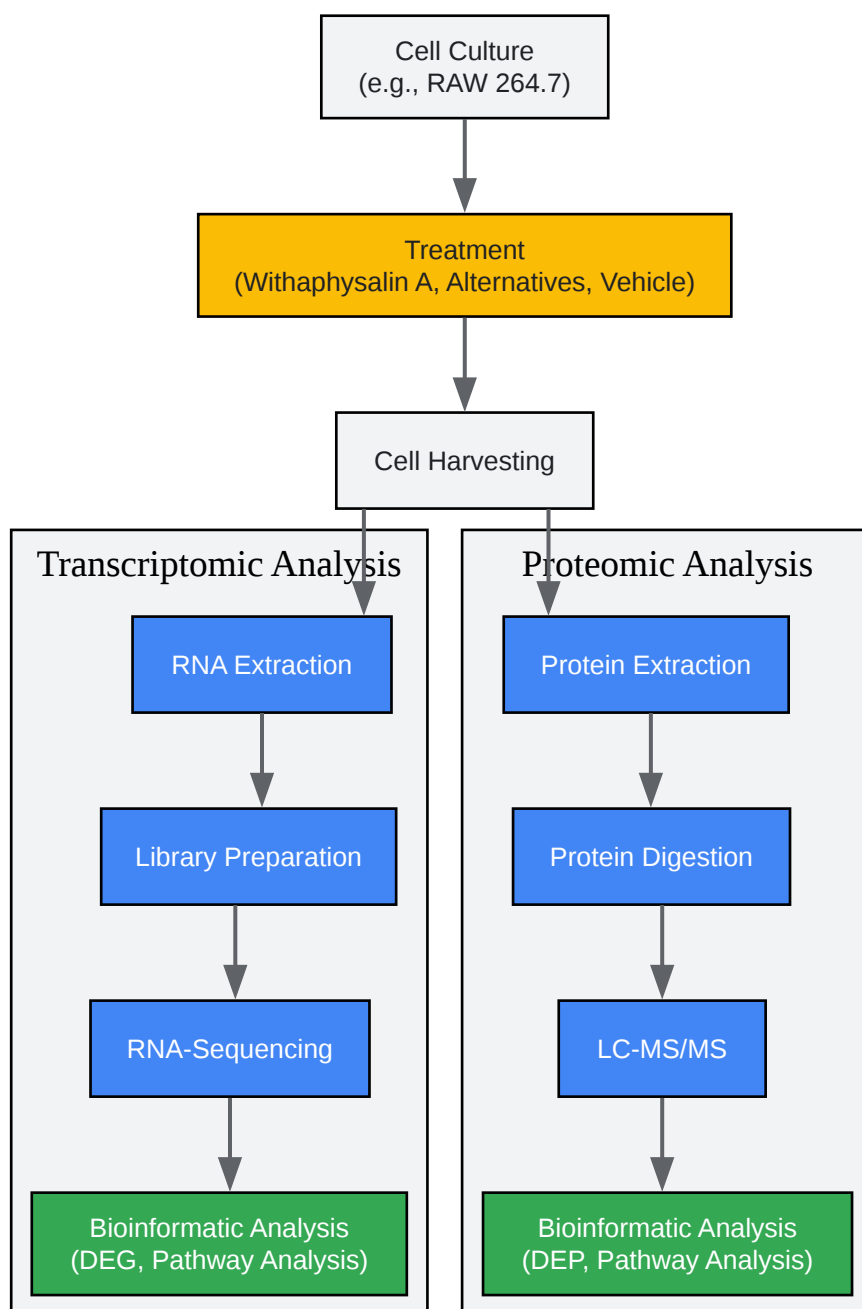 Cell Culture
(e.g., RAW 264.7)
Treatment
(Withaphysalin A, Alternatives, Vehicle)
Cell Harvesting
Transcriptomic Analysis
RNA Extraction
Library Preparation
RNA-Sequencing
Bioinformatic Analysis
(DEG, Pathway Analysis)
Proteomic Analysis
Protein Extraction
Protein Digestion
LC-MS/MS
Bioinformatic Analysis
(DEP, Pathway Analysis)